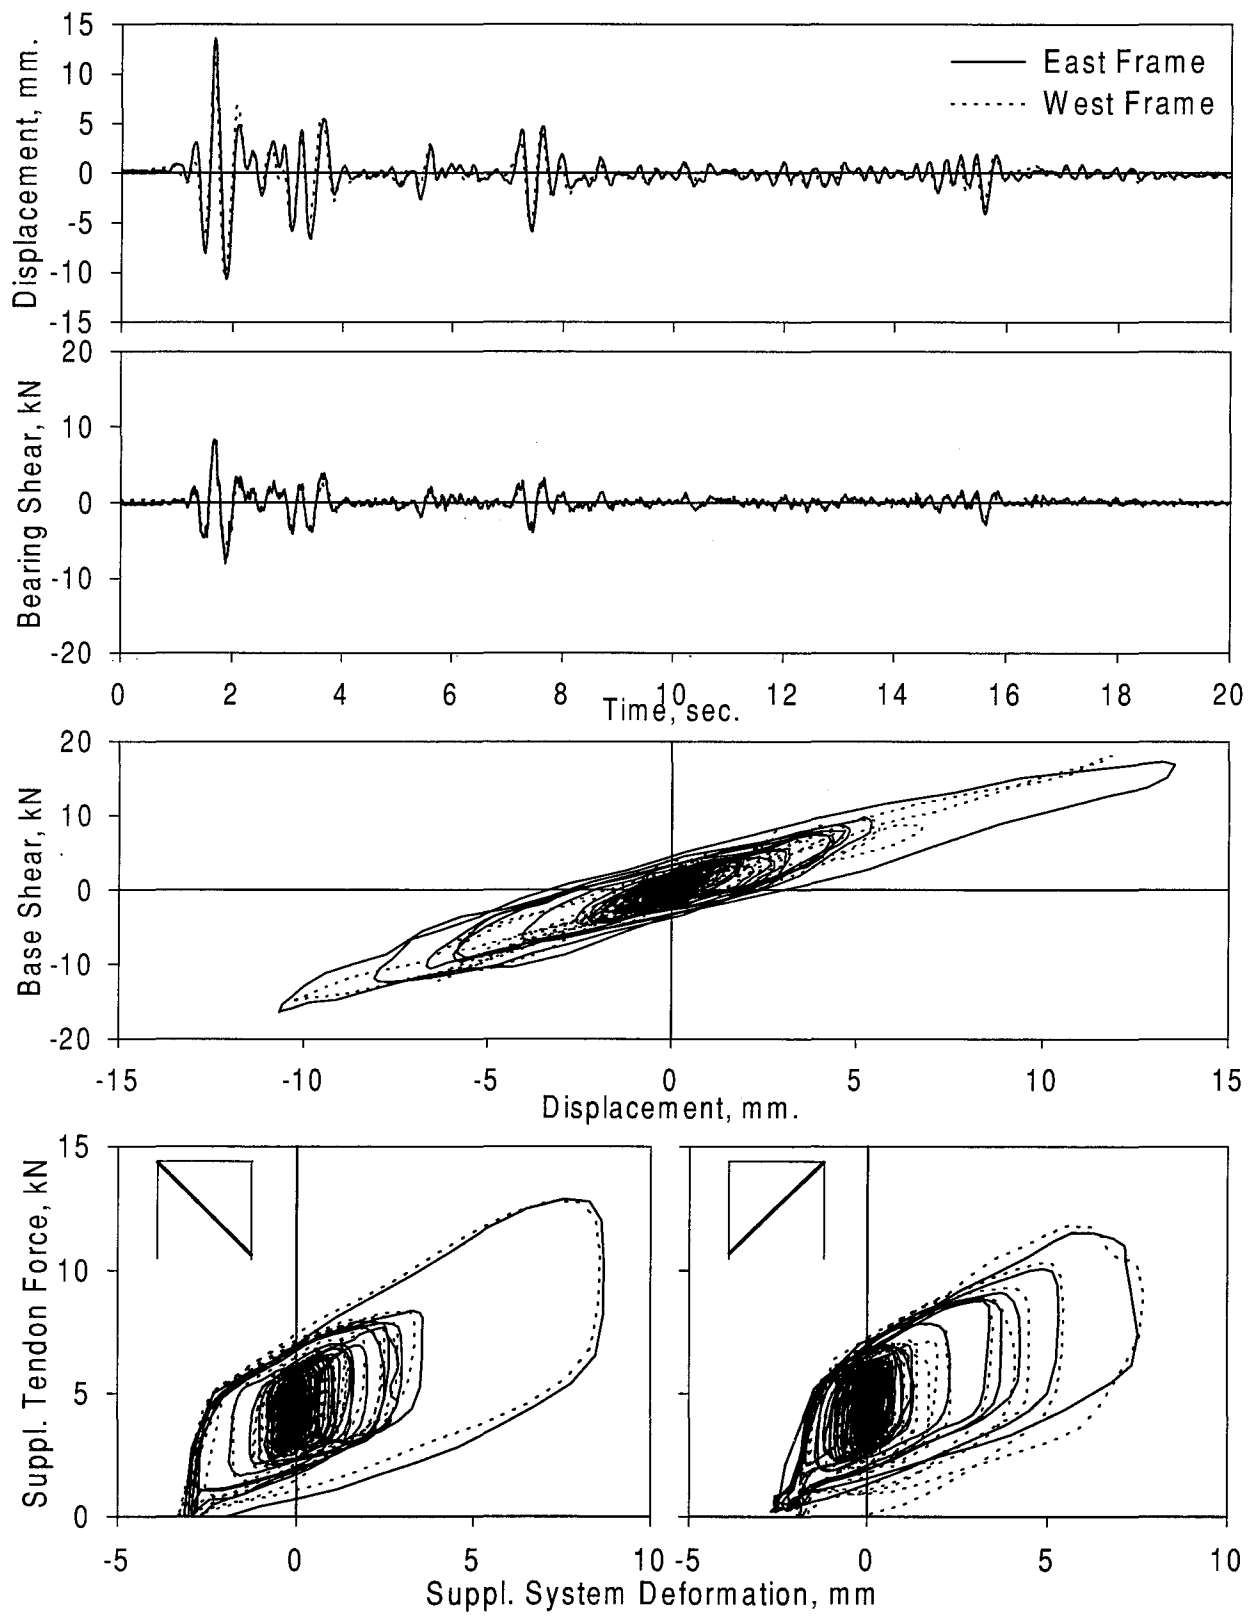 Displacement, mm.
15
10
5
0
-5
-10
-15
East Frame
West Frame
Bearing Shear, kN
20
10
0
-10
-20
0 2 4 6 8 10 12 14 16 18 20
Time, sec.
Base Shear, kN
20
10
0
-10
-20
-15 -10 -5 0 5 10 15
Displacement, mm.
Suppl. Tendon Force, kN
15
10
5
0
-5 0 5 10 -5 0 5 10
Suppl. System Deformation, mm